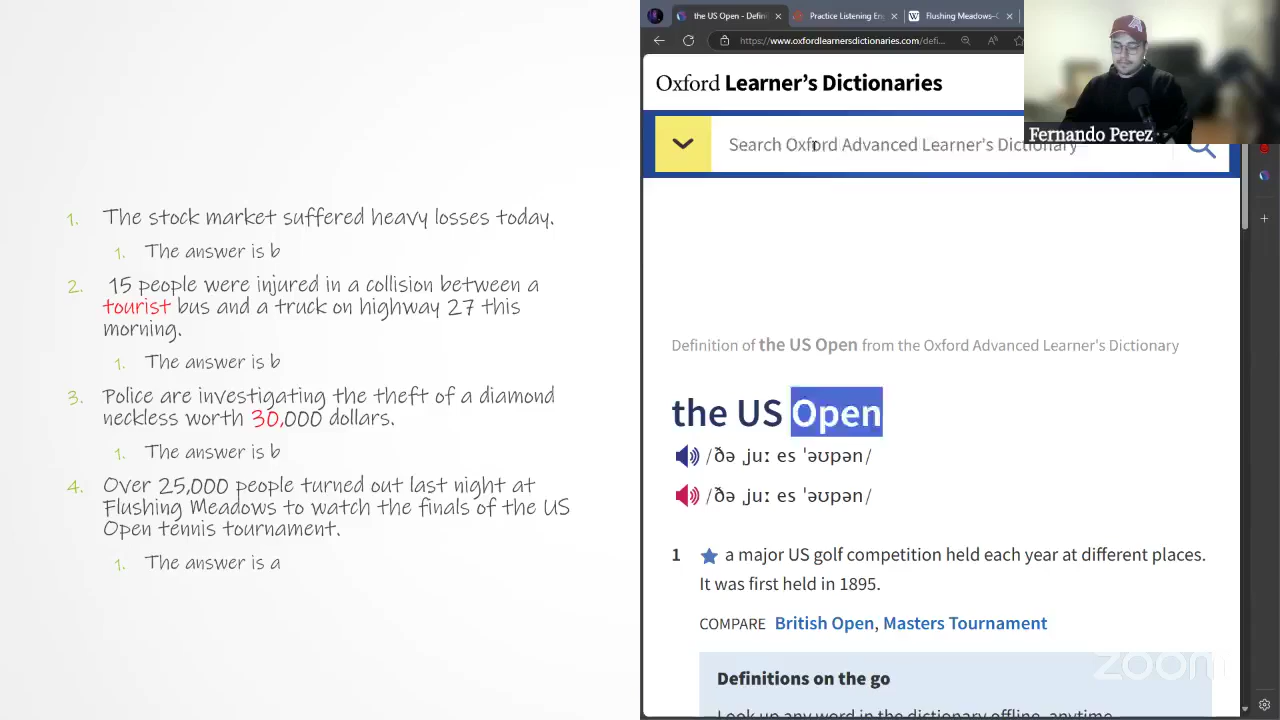 1. The stock market suffered heavy losses today.
1. The answer is b
2. 15 people were injured in a collision between a
tourist bus and a truck on highway 27 this
morning.
1. The answer is b
3. Police are investigating the theft of a diamond
neckless worth 30,000 dollars.
1. The answer is b
4. Over 25,000 people turned out last night at
Flushing Meadows to watch the finals of the US
Open tennis tournament.
1. The answer is a
the US Open - Defin
Practice Listening En
Flushing Meadows–C
https://www.oxfordlearnersdictionaries.com/defi...
Oxford Learner's Dictionaries
Search Oxford Advanced Learner's Dictionary
Fernando Perez
Definition of the US Open from the Oxford Advanced Learner's Dictionary
the US Open
/ðə ˌjuː es ˈəʊpən/
/ðə ˌjuː es ˈəʊpən/
1 a major US golf competition held each year at different places.
It was first held in 1895.
COMPARE British Open, Masters Tournament
Definitions on the go
Look up any word in the dictionary offline, anytime
zoom